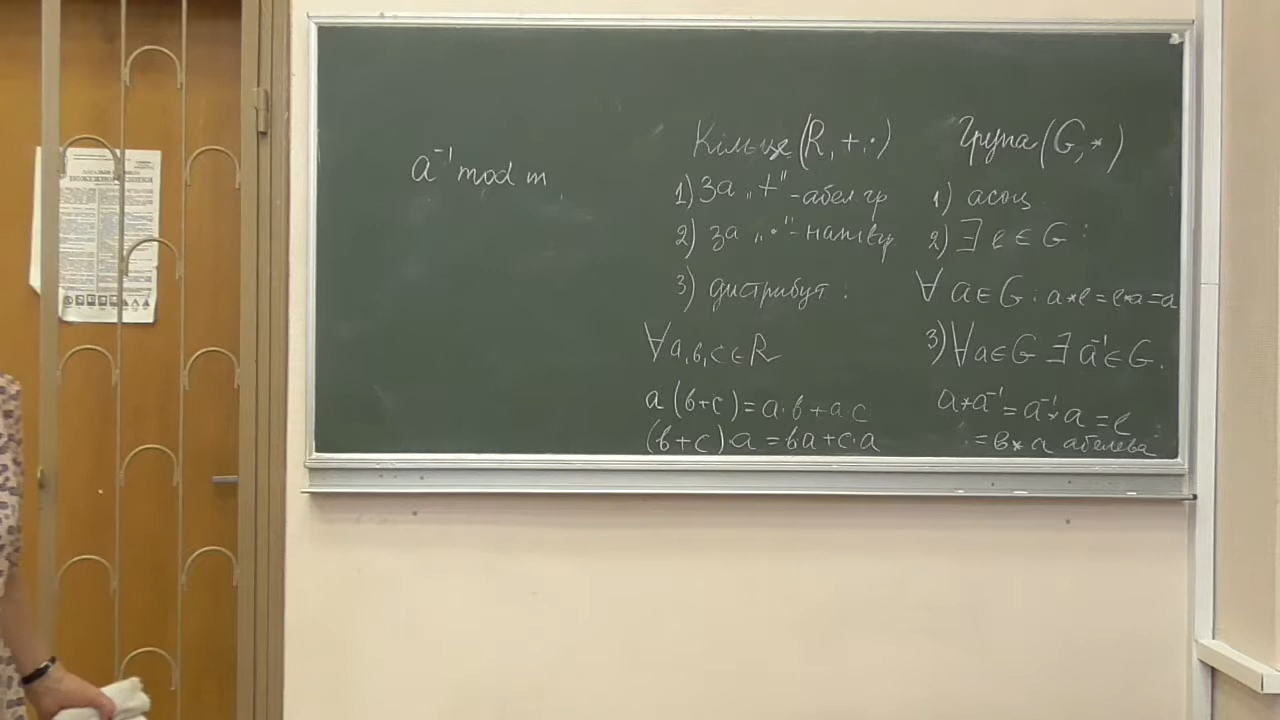 a⁻¹ mod m
Кільце (R, +, ·)
1) За „+" - абел гр
2) за „·" - напівгр
3) дистрибут :
∀ a, b, c ∈ R
a (b+c) = a·b + a·c
(b+c)·a = ba + c·a
Група (G, *)
1) асоц
2) ∃ e ∈ G :
∀ a ∈ G : a*e = e*a = a
3) ∀ a ∈ G ∃ a⁻¹ ∈ G.
a*a⁻¹ = a⁻¹*a = e
= b*a абелева